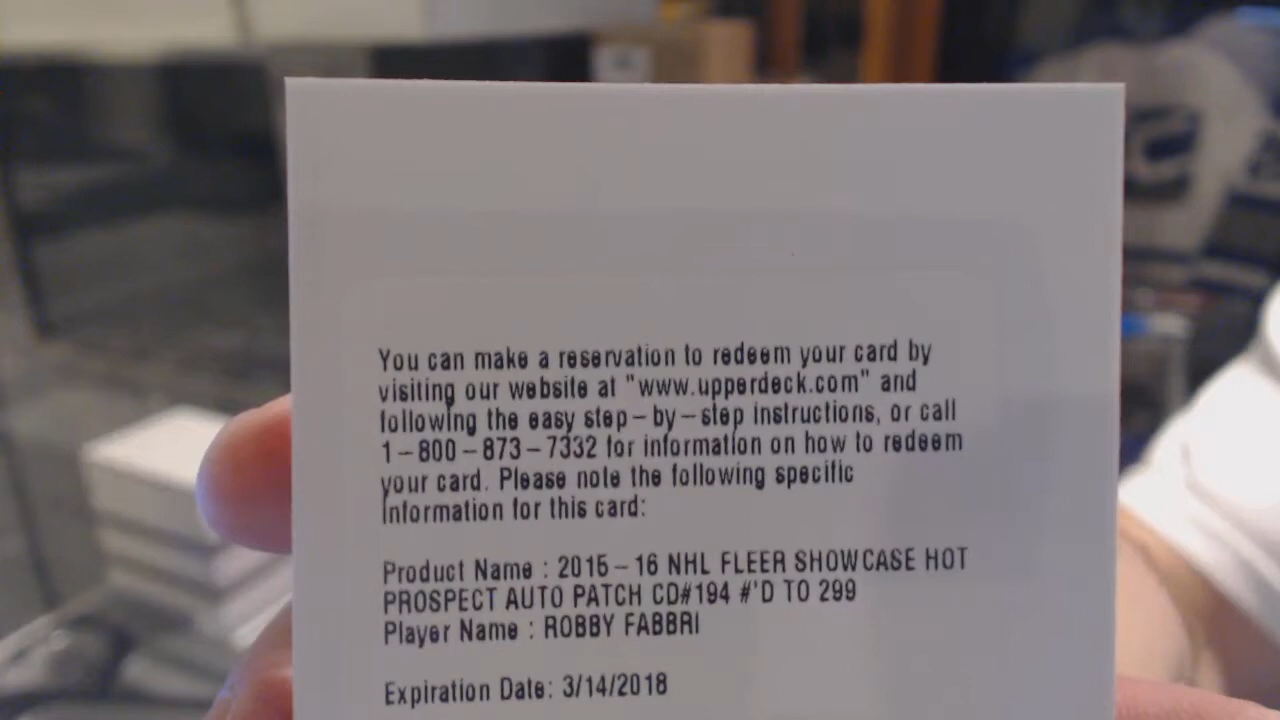 You can make a reservation to redeem your card by
visiting our website at "www.upperdeck.com" and
following the easy step-by-step instructions, or call
1-800-873-7332 for information on how to redeem
your card. Please note the following specific
information for this card:
Product Name : 2015-16 NHL FLEER SHOWCASE HOT
PROSPECT AUTO PATCH CD#194 #'D TO 299
Player Name : ROBBY FABBRI
Expiration Date: 3/14/2018